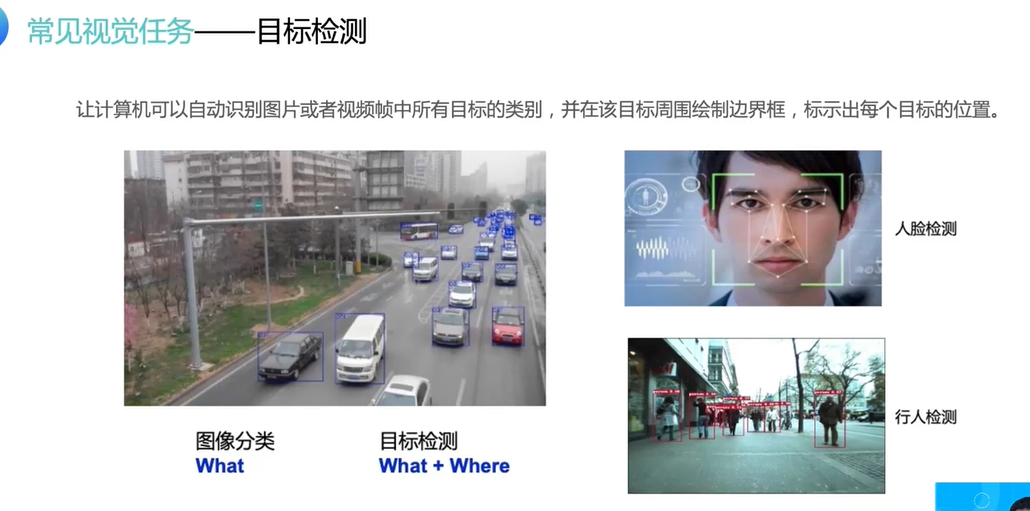 常见视觉任务——目标检测
让计算机可以自动识别图片或者视频帧中所有目标的类别，并在该目标周围绘制边界框，标示出每个目标的位置。
人脸检测
行人检测
图像分类
What
目标检测
What + Where